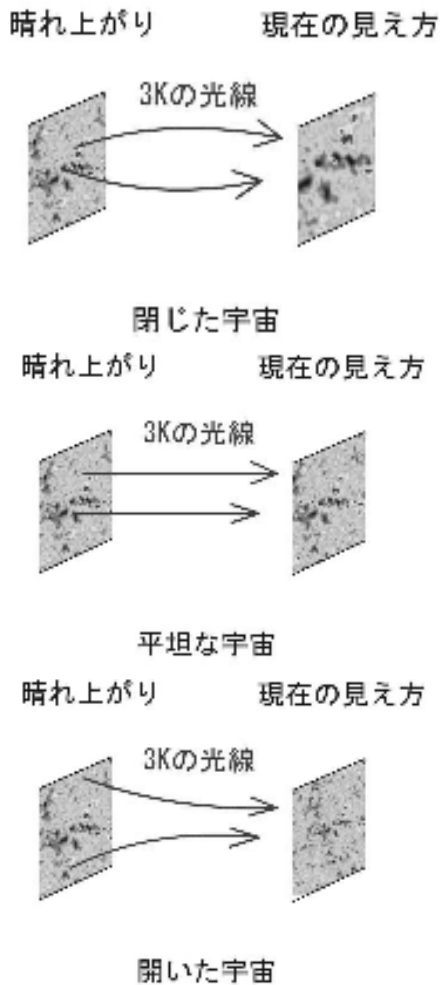 晴れ上がり 現在の見え方
3Kの光線
閉じた宇宙
晴れ上がり 現在の見え方
3Kの光線
平坦な宇宙
晴れ上がり 現在の見え方
3Kの光線
開いた宇宙